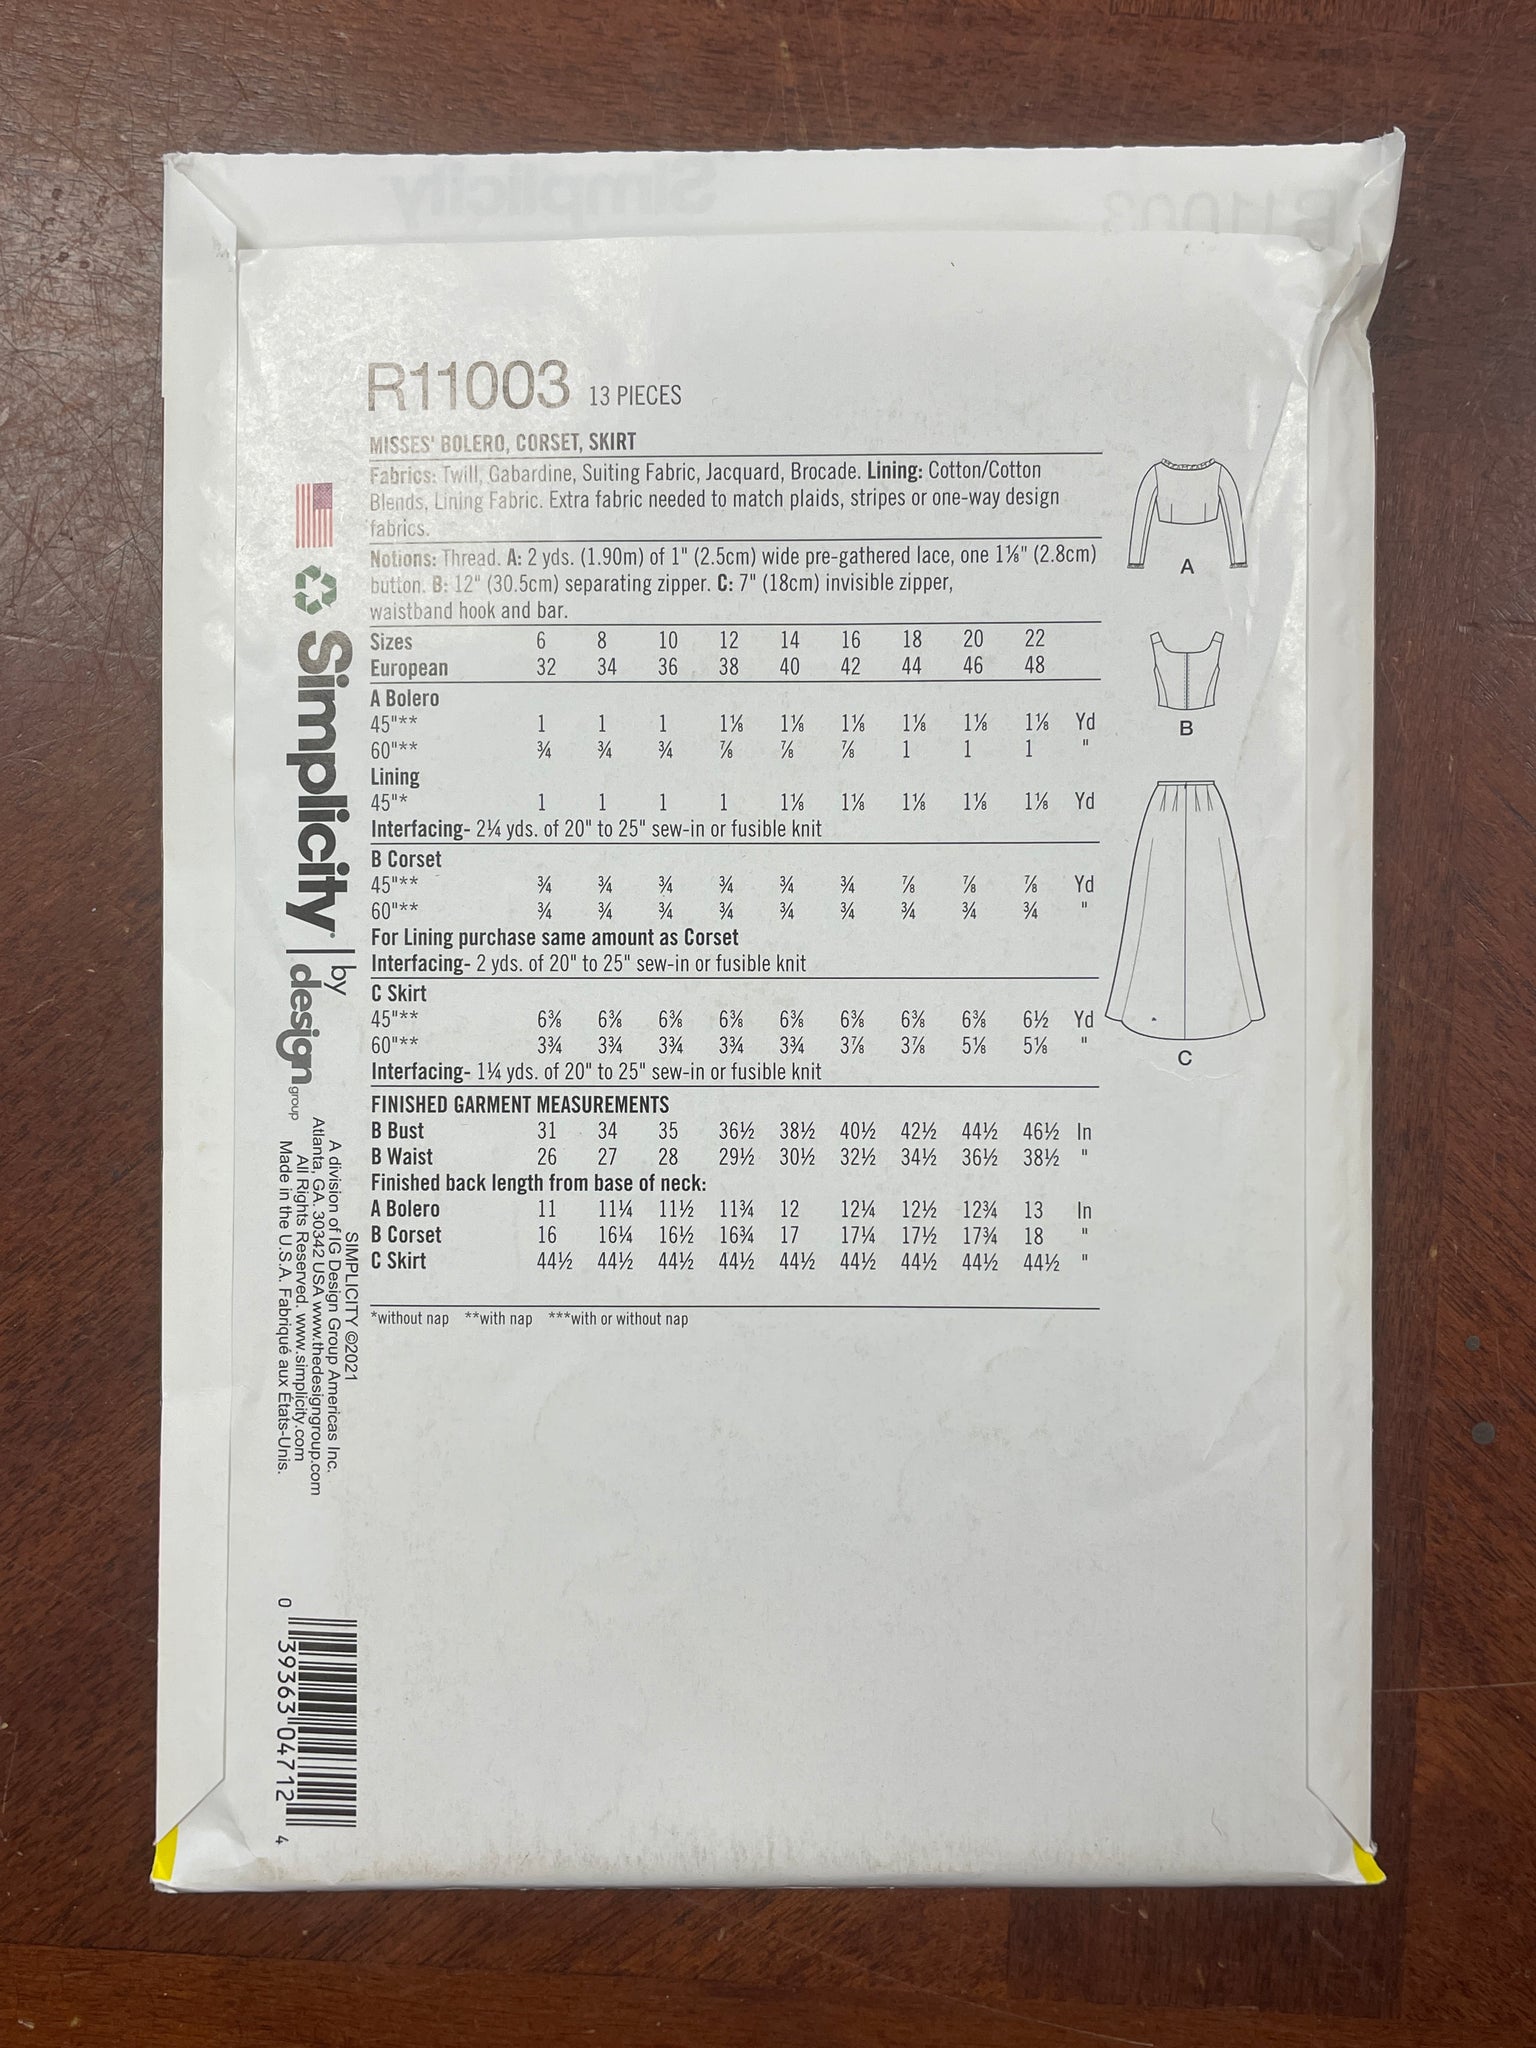 Simplicity
R11003
R11003 13 PIECES
MISSES' BOLERO, CORSET, SKIRT
Fabrics: Twill, Gabardine, Suiting Fabric, Jacquard, Brocade. Lining: Cotton/Cotton
Blends, Lining Fabric. Extra fabric needed to match plaids, stripes or one-way design
fabrics.
Notions: Thread. A: 2 yds. (1.90m) of 1" (2.5cm) wide pre-gathered lace, one 1⅛" (2.8cm)
button. B: 12" (30.5cm) separating zipper. C: 7" (18cm) invisible zipper,
waistband hook and bar.
Sizes 6 8 10 12 14 16 18 20 22
European 32 34 36 38 40 42 44 46 48
A Bolero
45"** 1 1 1 1⅛ 1⅛ 1⅛ 1⅛ 1⅛ 1⅛ Yd
60"** ¾ ¾ ¾ ⅞ ⅞ ⅞ 1 1 1 "
Lining
45"* 1 1 1 1 1⅛ 1⅛ 1⅛ 1⅛ 1⅛ Yd
Interfacing- 2¼ yds. of 20" to 25" sew-in or fusible knit
B Corset
45"** ¾ ¾ ¾ ¾ ¾ ¾ ⅞ ⅞ ⅞ Yd
60"** ¾ ¾ ¾ ¾ ¾ ¾ ¾ ¾ ¾ "
For Lining purchase same amount as Corset
Interfacing- 2 yds. of 20" to 25" sew-in or fusible knit
C Skirt
45"** 6⅜ 6⅜ 6⅜ 6⅜ 6⅜ 6⅜ 6⅜ 6⅜ 6½ Yd
60"** 3¾ 3¾ 3¾ 3¾ 3¾ 3⅞ 3⅞ 5⅛ 5⅛ "
Interfacing- 1¼ yds. of 20" to 25" sew-in or fusible knit
FINISHED GARMENT MEASUREMENTS
B Bust 31 34 35 36½ 38½ 40½ 42½ 44½ 46½ In
B Waist 26 27 28 29½ 30½ 32½ 34½ 36½ 38½ "
Finished back length from base of neck:
A Bolero 11 11¼ 11½ 11¾ 12 12¼ 12½ 12¾ 13 In
B Corset 16 16¼ 16½ 16¾ 17 17¼ 17½ 17¾ 18 "
C Skirt 44½ 44½ 44½ 44½ 44½ 44½ 44½ 44½ 44½ "
*without nap **with nap ***with or without nap
A
B
C
Simplicity® | by design group
SIMPLICITY ©2021
A division of IG Design Group Americas Inc.
Atlanta, GA. 30342 USA www.thedesigngroup.com
All Rights Reserved. www.simplicity.com
Made in the U.S.A. Fabriqué aux États-Unis.
0 39363 04712 4